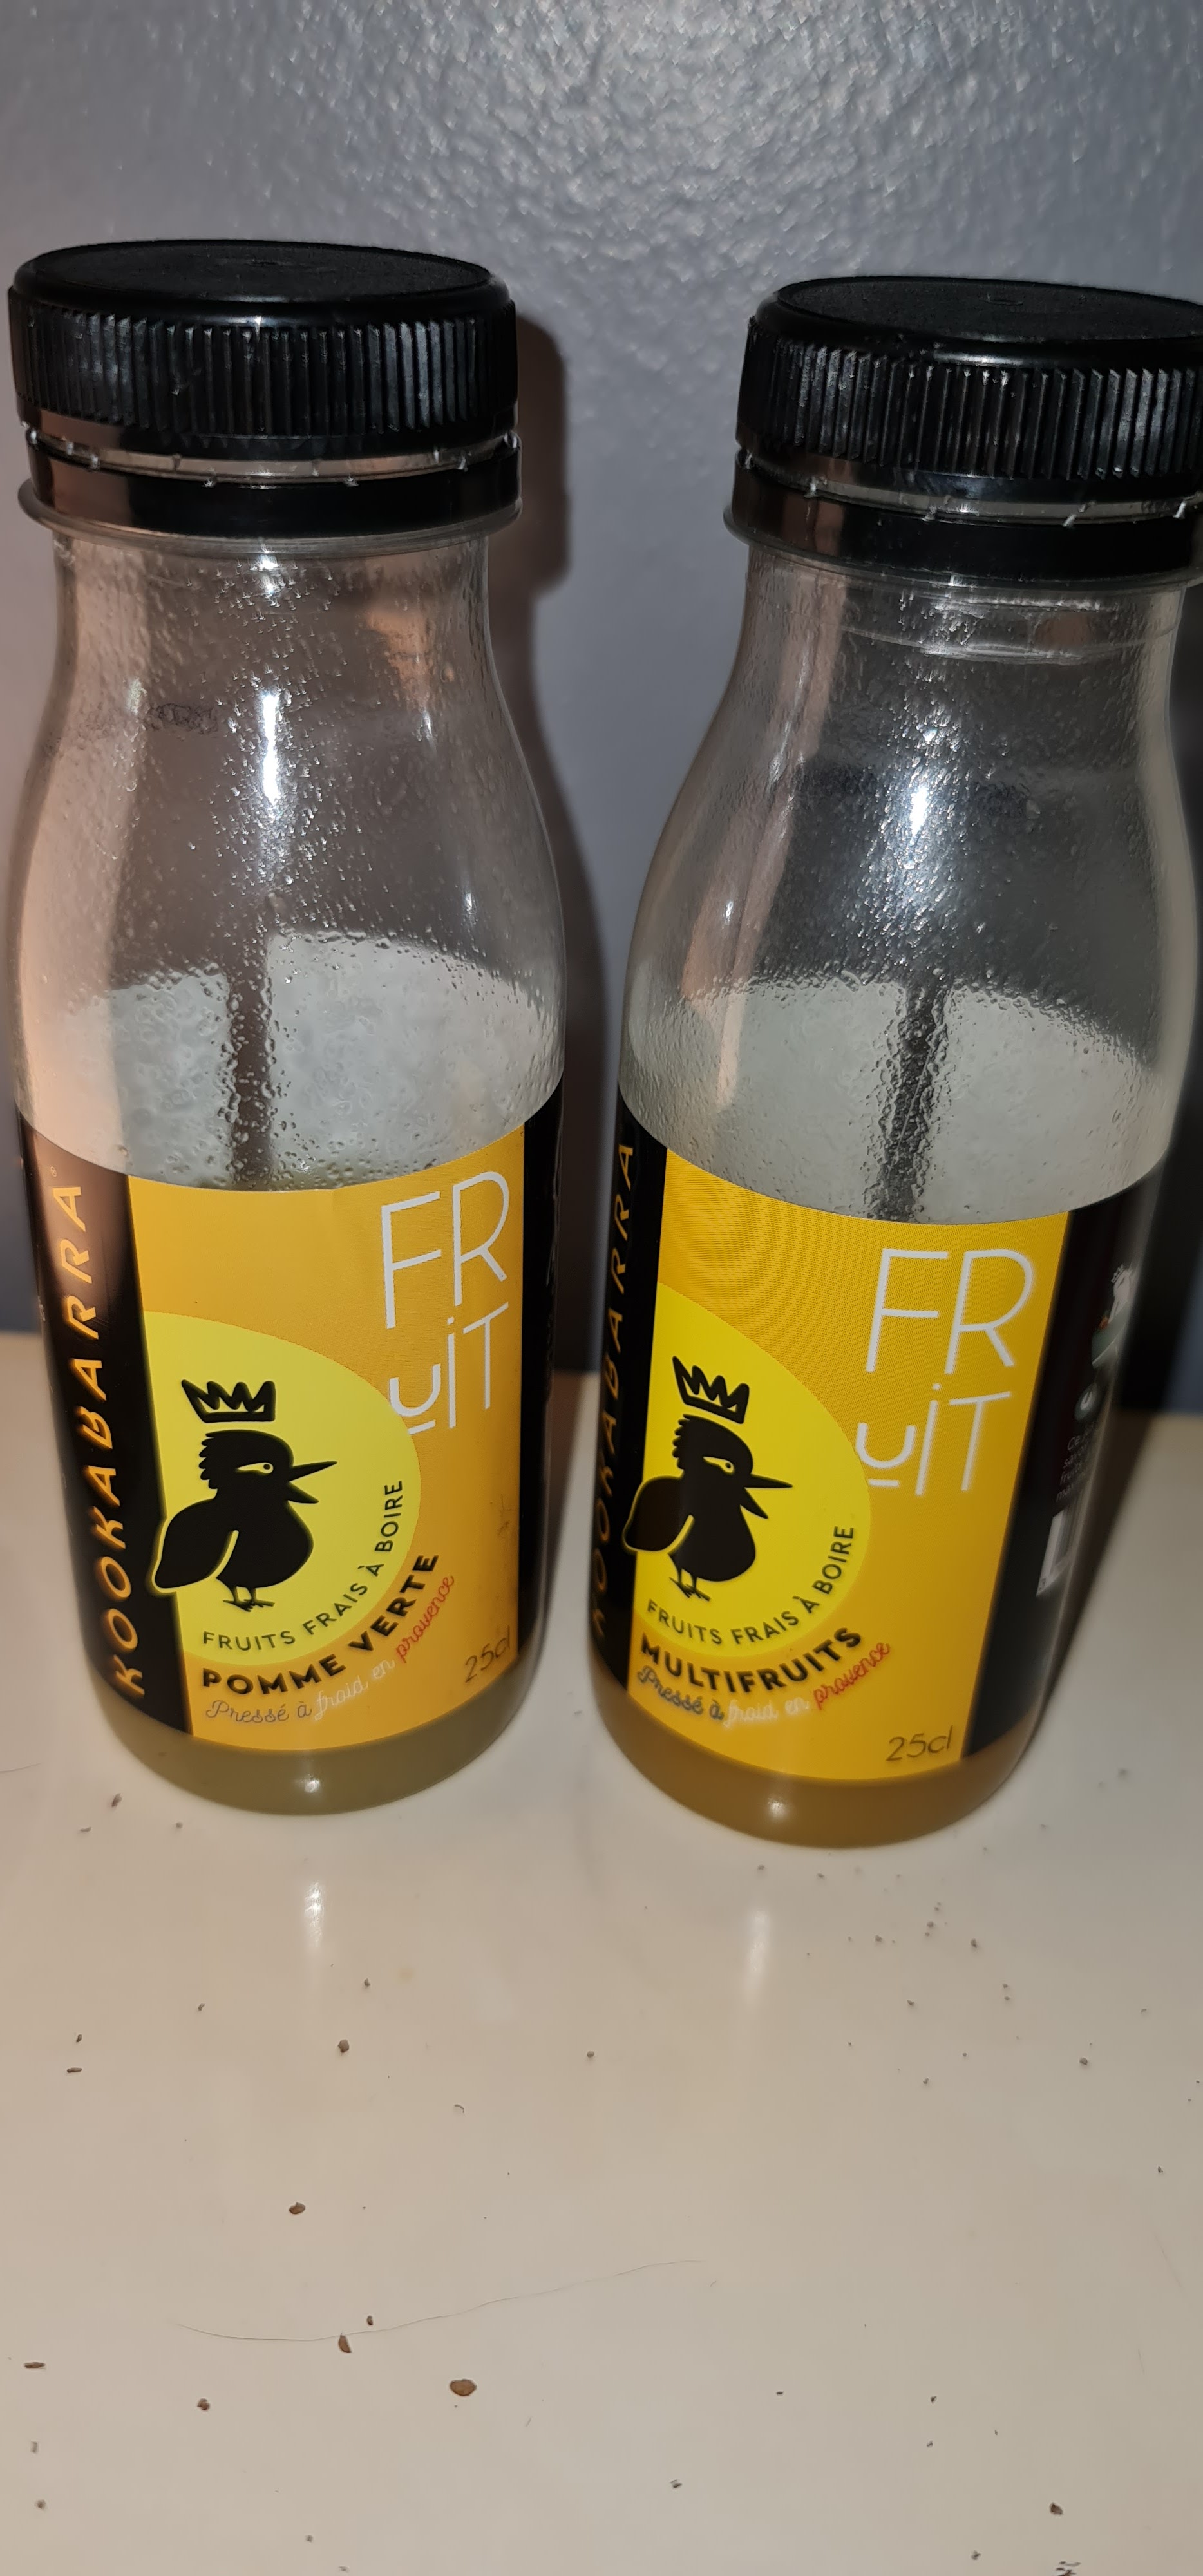 KOOKABARRA®
FR
uiT
FRUITS FRAIS À BOIRE
POMME VERTE
Pressé à froid en provence
25cl
KOOKABARRA
FR
uiT
FRUITS FRAIS À BOIRE
MULTIFRUITS
Pressé à froid en provence
25cl